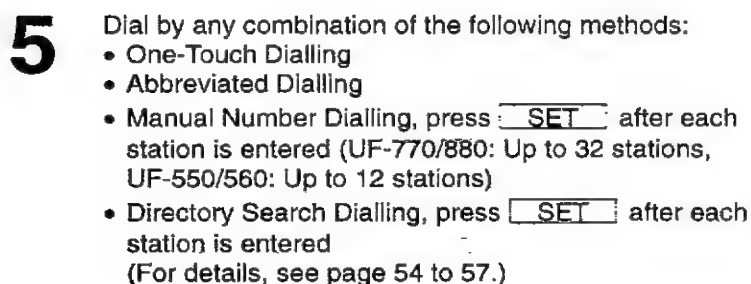 5 Dial by any combination of the following methods:
• One-Touch Dialling
• Abbreviated Dialling
• Manual Number Dialling, press SET after each
station is entered (UF-770/880: Up to 32 stations,
UF-550/560: Up to 12 stations)
• Directory Search Dialling, press SET after each
station is entered
(For details, see page 54 to 57.)